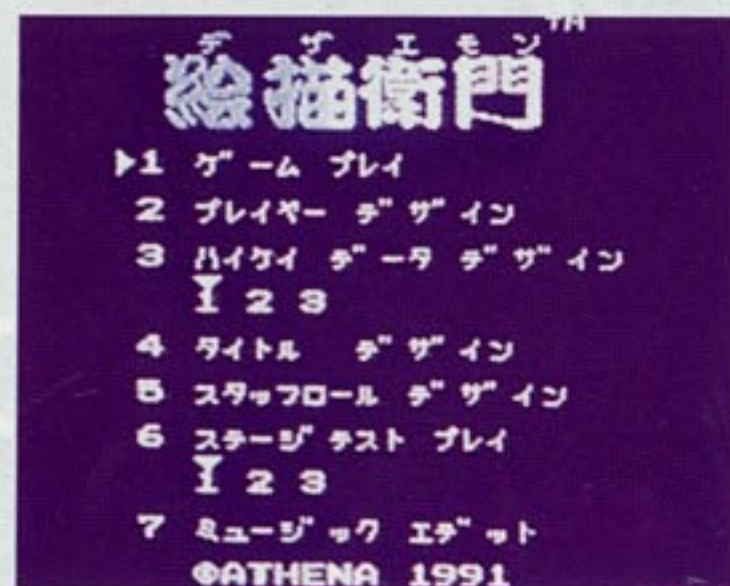 TM
デザエモン
絵描衛門
▶1 ゲーム プレイ
2 プレイヤー デザイン
3 ハイケイ データ デザイン
1 2 3
4 タイトル デザイン
5 スタッフロール デザイン
6 ステージテスト プレイ
1 2 3
7 ミュージック エディット
©ATHENA 1991